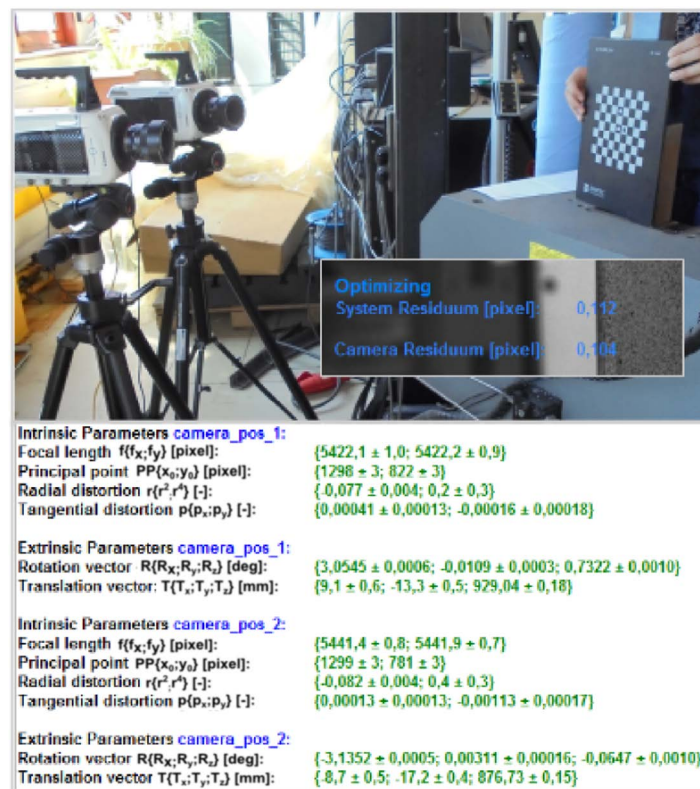 Optimizing
System Residuum [pixel]: 0,112
Camera Residuum [pixel]: 0,104
Intrinsic Parameters camera_pos_1:
Focal length f{fx;fy} [pixel]: {5422,1 ± 1,0; 5422,2 ± 0,9}
Principal point PP{x₀;y₀} [pixel]: {1298 ± 3; 822 ± 3}
Radial distortion r{r²;r⁴} [-]: {-0,077 ± 0,004; 0,2 ± 0,3}
Tangential distortion p{px;py} [-]: {0,00041 ± 0,00013; -0,00016 ± 0,00018}
Extrinsic Parameters camera_pos_1:
Rotation vector R{Rx;Ry;Rz} [deg]: {3,0545 ± 0,0006; -0,0109 ± 0,0003; 0,7322 ± 0,0010}
Translation vector: T{Tx;Ty;Tz} [mm]: {9,1 ± 0,6; -13,3 ± 0,5; 929,04 ± 0,18}
Intrinsic Parameters camera_pos_2:
Focal length f{fx;fy} [pixel]: {5441,4 ± 0,8; 5441,9 ± 0,7}
Principal point PP{x₀;y₀} [pixel]: {1299 ± 3; 781 ± 3}
Radial distortion r{r²;r⁴} [-]: {-0,082 ± 0,004; 0,4 ± 0,3}
Tangential distortion p{px;py} [-]: {0,00013 ± 0,00013; -0,00113 ± 0,00017}
Extrinsic Parameters camera_pos_2:
Rotation vector R{Rx;Ry;Rz} [deg]: {-3,1352 ± 0,0005; 0,00311 ± 0,00016; -0,0647 ± 0,0010}
Translation vector T{Tx;Ty;Tz} [mm]: {-8,7 ± 0,5; -17,2 ± 0,4; 876,73 ± 0,15}